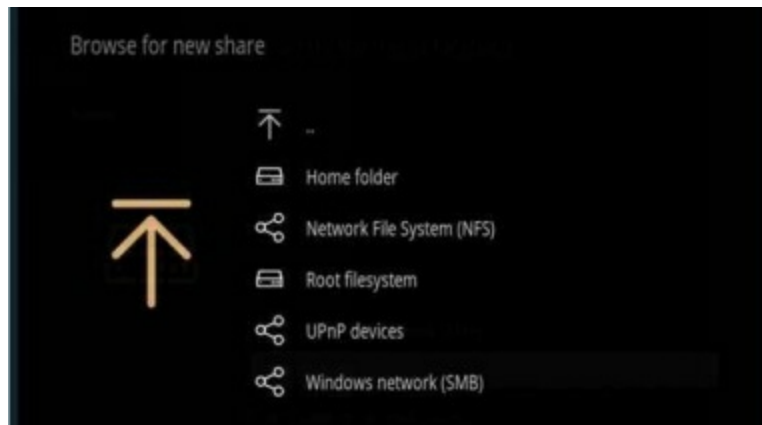 Browse for new share
..
Home folder
Network File System (NFS)
Root filesystem
UPnP devices
Windows network (SMB)